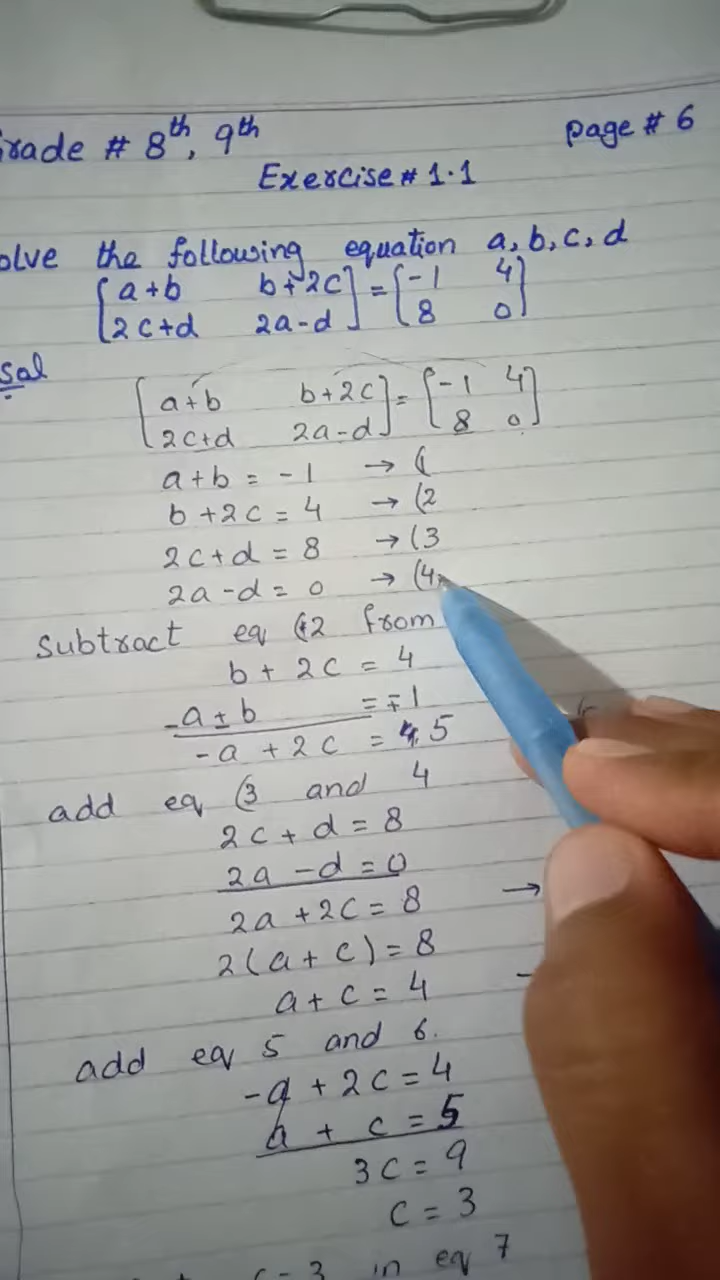 rade # 8th, 9th page # 6
Exercise # 1.1
olve the following equation a, b, c, d
[a+b b+2c] = [-1 4]
[2c+d 2a-d] [8 0]
sal
[a+b b+2c] = [-1 4]
[2c+d 2a-d] [8 0]
a+b = -1 → (1
b+2c = 4 → (2
2c+d = 8 → (3
2a-d = 0 → (4
subtract eq (2 from
b + 2c = 4
-a ± b = ∓1
-a + 2c = 5
add eq (3 and 4
2c + d = 8
2a - d = 0
2a + 2c = 8 →
2(a + c) = 8
a + c = 4
add eq 5 and 6.
-a + 2c = 4
a + c = 5
3c = 9
c = 3
c = 3 in eq 7